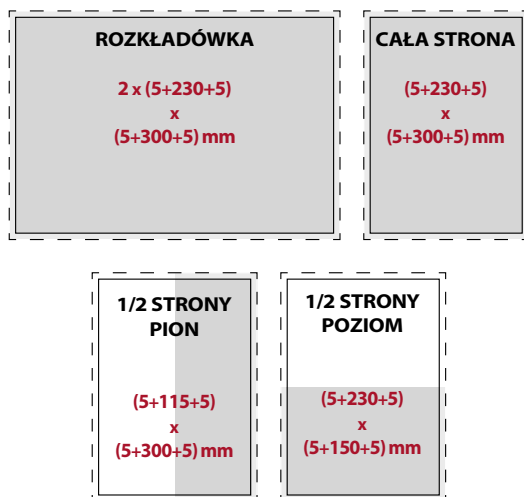 ROZKŁADÓWKA
2 x (5+230+5)
x
(5+300+5) mm
CAŁA STRONA
(5+230+5)
x
(5+300+5) mm
1/2 STRONY
PION
(5+115+5)
x
(5+300+5) mm
1/2 STRONY
POZIOM
(5+230+5)
x
(5+150+5) mm